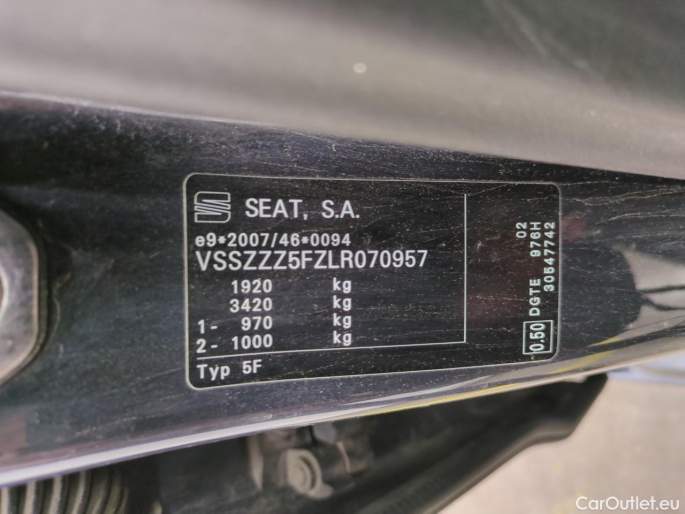 SEAT, S.A.
e9*2007/46*0094
VSSZZZ5FZLR070957
1920 kg
3420 kg
1- 970 kg
2- 1000 kg
Typ 5F
02
976H
30547742
0.50 DGTE
CarOutlet.eu